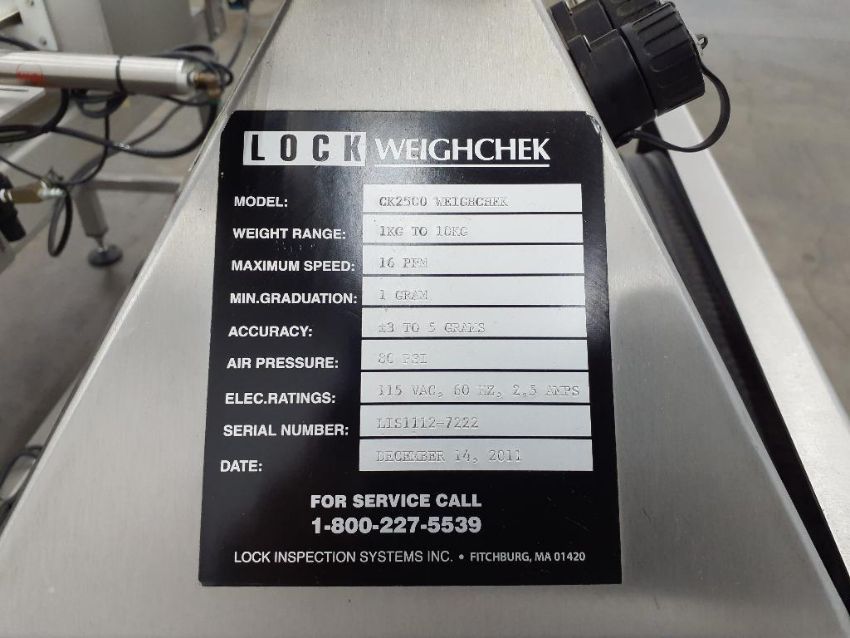 LOCK WEIGHCHEK
MODEL: CK2500 WEIGHCHEK
WEIGHT RANGE: 1KG TO 10KG
MAXIMUM SPEED: 16 PPM
MIN.GRADUATION: 1 GRAM
ACCURACY: ±3 TO 5 GRAMS
AIR PRESSURE: 80 PSI
ELEC.RATINGS: 115 VAC, 60 HZ, 2.5 AMPS
SERIAL NUMBER: LIS1112-7222
DATE: DECEMBER 14, 2011
FOR SERVICE CALL
1-800-227-5539
LOCK INSPECTION SYSTEMS INC. • FITCHBURG, MA 01420